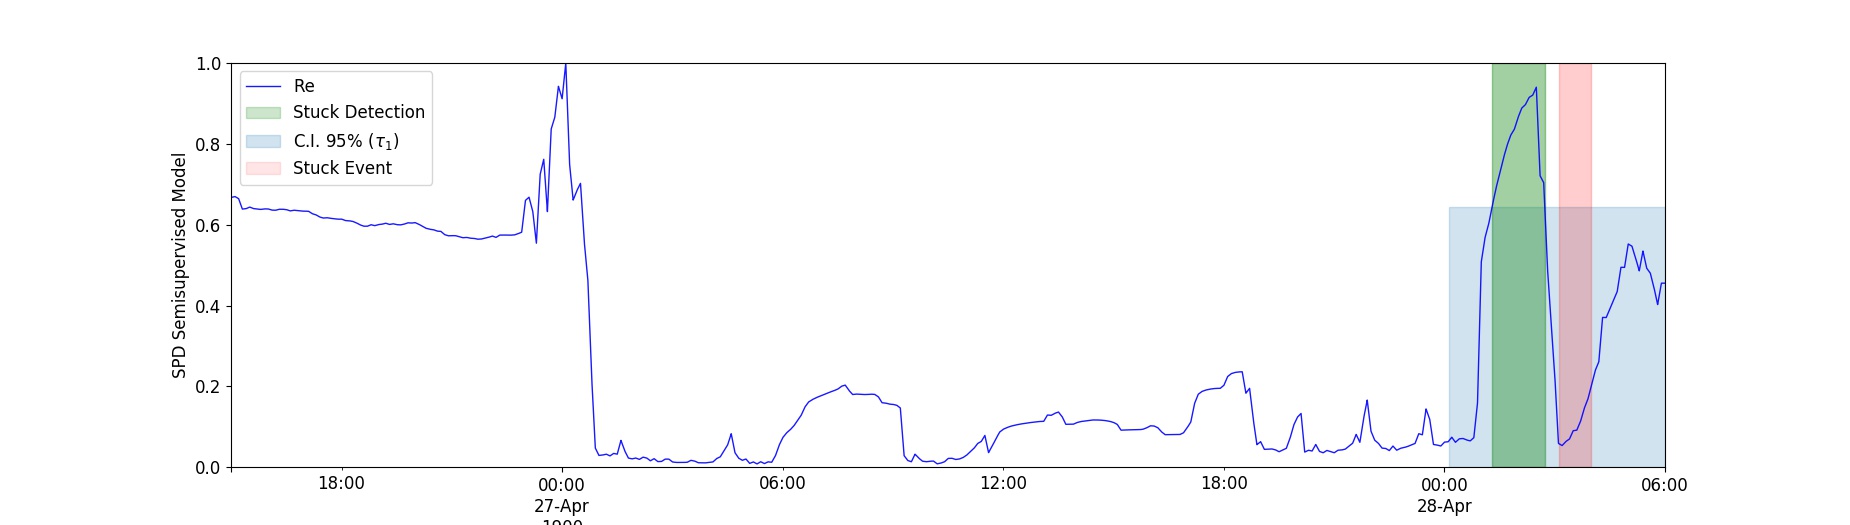 1.0
0.8
0.6
0.4
0.2
0.0
SPD Semisupervised Model
Re
Stuck Detection
C.I. 95% (τ₁)
Stuck Event
18:00 00:00 06:00 12:00 18:00 00:00 06:00
27-Apr 28-Apr
1900